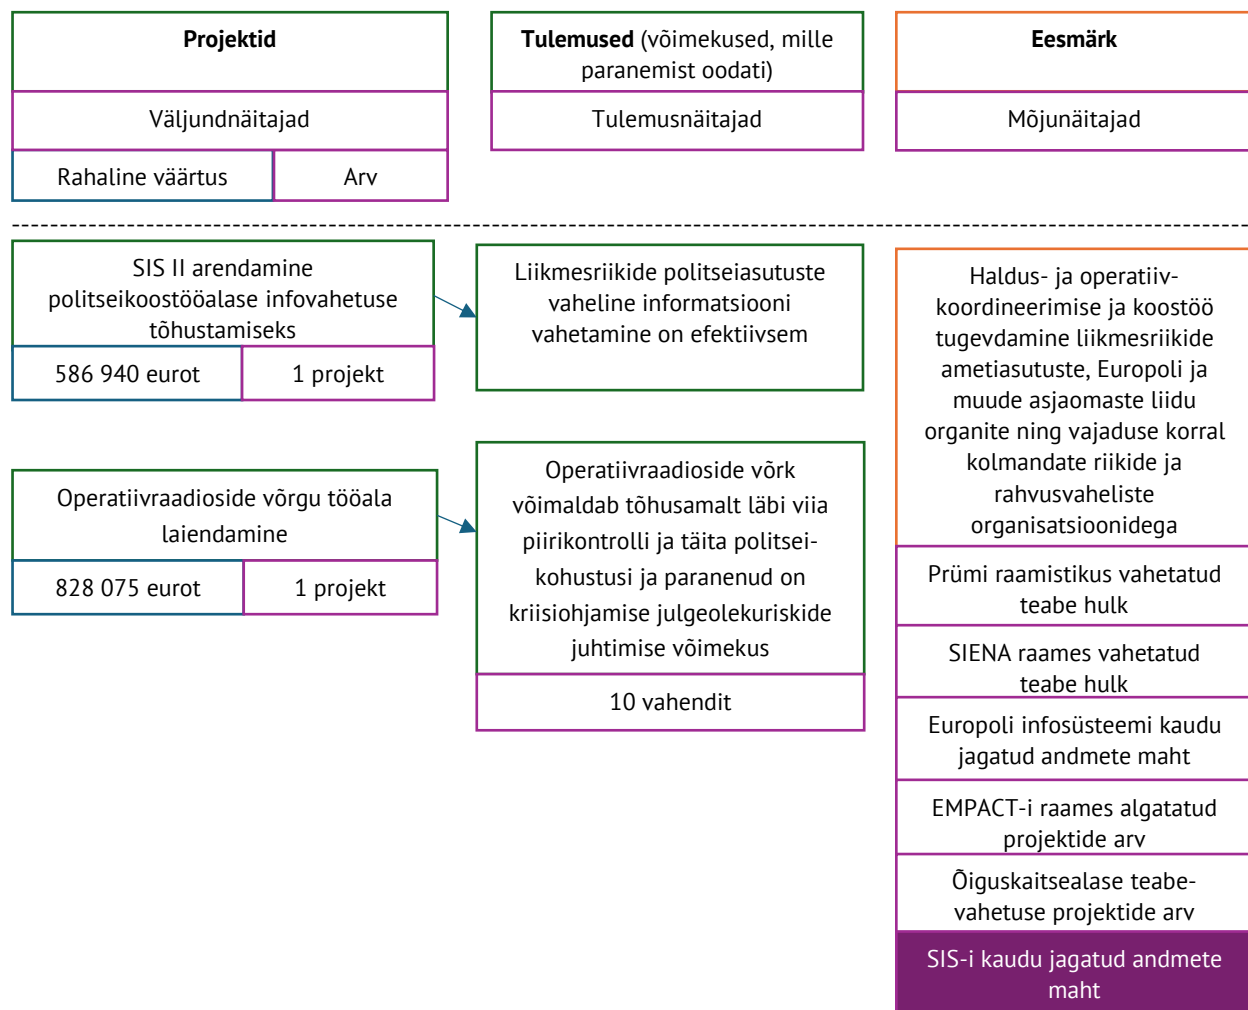 Projektid
Väljundnäitajad
Rahaline väärtus
Arv
Tulemused (võimekused, mille
paranemist oodati)
Tulemusnäitajad
Eesmärk
Mõjunäitajad
SIS II arendamine
politseikoostööalase infovahetuse
tõhustamiseks
586 940 eurot
1 projekt
Liikmesriikide politseiasutuste
vaheline informatsiooni
vahetamine on efektiivsem
Operatiivraadioside võrgu tööala
laiendamine
828 075 eurot
1 projekt
Operatiivraadioside võrk
võimaldab tõhusamalt läbi viia
piirikontrolli ja täita politsei-
kohustusi ja paranenud on
kriisiohjamise julgeolekuriskide
juhtimise võimekus
10 vahendit
Haldus- ja operatiiv-
koordineerimise ja koostöö
tugevdamine liikmesriikide
ametiasutuste, Europoli ja
muude asjaomaste liidu
organite ning vajaduse korral
kolmandate riikide ja
rahvusvaheliste
organisatsioonidega
Prümi raamistikus vahetatud
teabe hulk
SIENA raames vahetatud
teabe hulk
Europoli infosüsteemi kaudu
jagatud andmete maht
EMPACT-i raames algatatud
projektide arv
Õiguskaitsealase teabe-
vahetuse projektide arv
SIS-i kaudu jagatud andmete
maht